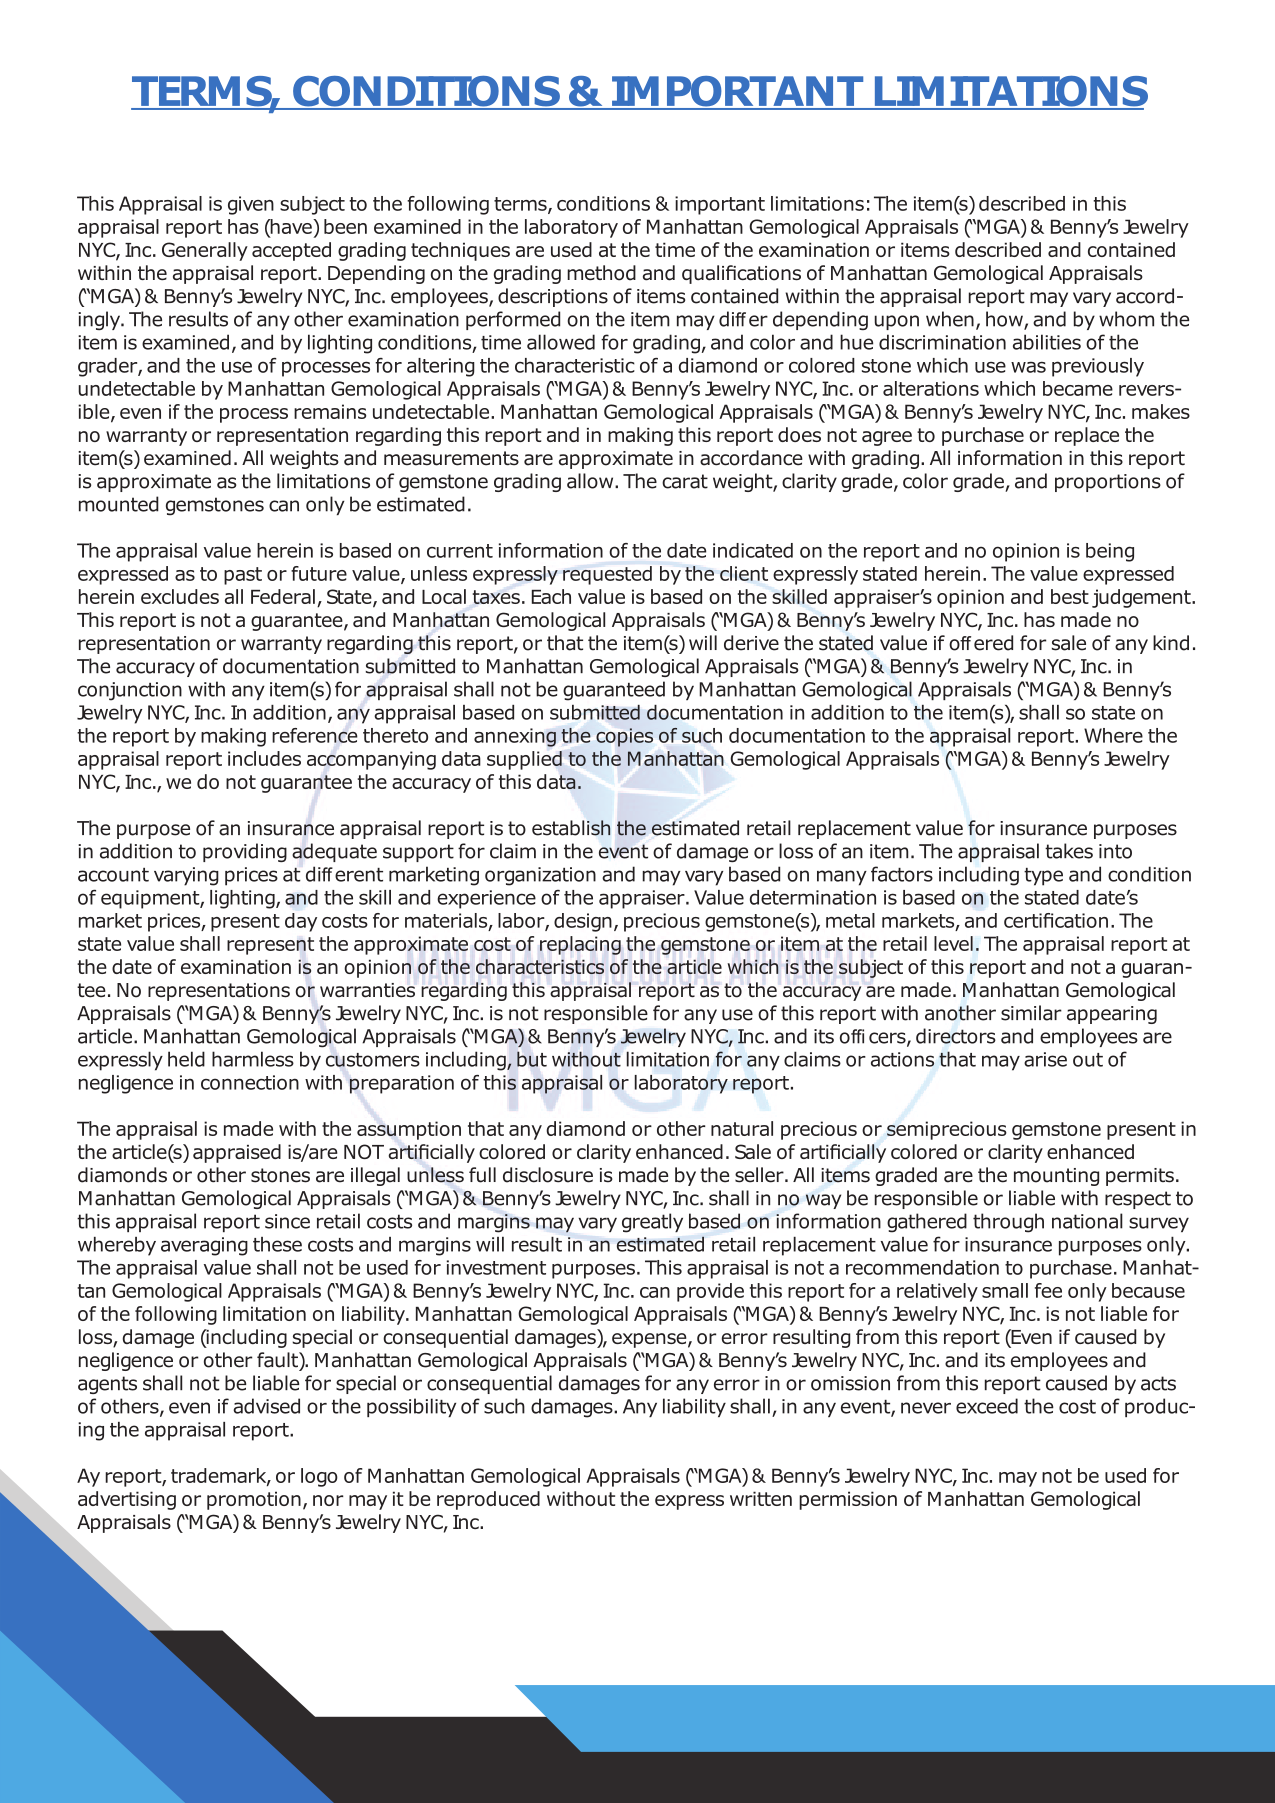 TERMS, CONDITIONS & IMPORTANT LIMITATIONS
This Appraisal is given subject to the following terms, conditions & important limitations: The item(s) described in this
appraisal report has (have) been examined in the laboratory of Manhattan Gemological Appraisals (“MGA) & Benny’s Jewelry
NYC, Inc. Generally accepted grading techniques are used at the time of the examination or items described and contained
within the appraisal report. Depending on the grading method and qualifications of Manhattan Gemological Appraisals
(“MGA) & Benny’s Jewelry NYC, Inc. employees, descriptions of items contained within the appraisal report may vary accord-
ingly. The results of any other examination performed on the item may differ depending upon when, how, and by whom the
item is examined, and by lighting conditions, time allowed for grading, and color and hue discrimination abilities of the
grader, and the use of processes for altering the characteristic of a diamond or colored stone which use was previously
undetectable by Manhattan Gemological Appraisals (“MGA) & Benny’s Jewelry NYC, Inc. or alterations which became revers-
ible, even if the process remains undetectable. Manhattan Gemological Appraisals (“MGA) & Benny’s Jewelry NYC, Inc. makes
no warranty or representation regarding this report and in making this report does not agree to purchase or replace the
item(s) examined. All weights and measurements are approximate in accordance with grading. All information in this report
is approximate as the limitations of gemstone grading allow. The carat weight, clarity grade, color grade, and proportions of
mounted gemstones can only be estimated.
The appraisal value herein is based on current information of the date indicated on the report and no opinion is being
expressed as to past or future value, unless expressly requested by the client expressly stated herein. The value expressed
herein excludes all Federal, State, and Local taxes. Each value is based on the skilled appraiser’s opinion and best judgement.
This report is not a guarantee, and Manhattan Gemological Appraisals (“MGA) & Benny’s Jewelry NYC, Inc. has made no
representation or warranty regarding this report, or that the item(s) will derive the stated value if offered for sale of any kind.
The accuracy of documentation submitted to Manhattan Gemological Appraisals (“MGA) & Benny’s Jewelry NYC, Inc. in
conjunction with any item(s) for appraisal shall not be guaranteed by Manhattan Gemological Appraisals (“MGA) & Benny’s
Jewelry NYC, Inc. In addition, any appraisal based on submitted documentation in addition to the item(s), shall so state on
the report by making reference thereto and annexing the copies of such documentation to the appraisal report. Where the
appraisal report includes accompanying data supplied to the Manhattan Gemological Appraisals (“MGA) & Benny’s Jewelry
NYC, Inc., we do not guarantee the accuracy of this data.
The purpose of an insurance appraisal report is to establish the estimated retail replacement value for insurance purposes
in addition to providing adequate support for claim in the event of damage or loss of an item. The appraisal takes into
account varying prices at different marketing organization and may vary based on many factors including type and condition
of equipment, lighting, and the skill and experience of the appraiser. Value determination is based on the stated date’s
market prices, present day costs for materials, labor, design, precious gemstone(s), metal markets, and certification. The
state value shall represent the approximate cost of replacing the gemstone or item at the retail level. The appraisal report at
the date of examination is an opinion of the characteristics of the article which is the subject of this report and not a guaran-
tee. No representations or warranties regarding this appraisal report as to the accuracy are made. Manhattan Gemological
Appraisals (“MGA) & Benny’s Jewelry NYC, Inc. is not responsible for any use of this report with another similar appearing
article. Manhattan Gemological Appraisals (“MGA) & Benny’s Jewelry NYC, Inc. and its officers, directors and employees are
expressly held harmless by customers including, but without limitation for any claims or actions that may arise out of
negligence in connection with preparation of this appraisal or laboratory report.
MANHATTAN GEMOLOGICAL APPRAISALS
MGA
The appraisal is made with the assumption that any diamond or other natural precious or semiprecious gemstone present in
the article(s) appraised is/are NOT artificially colored or clarity enhanced. Sale of artificially colored or clarity enhanced
diamonds or other stones are illegal unless full disclosure is made by the seller. All items graded are the mounting permits.
Manhattan Gemological Appraisals (“MGA) & Benny’s Jewelry NYC, Inc. shall in no way be responsible or liable with respect to
this appraisal report since retail costs and margins may vary greatly based on information gathered through national survey
whereby averaging these costs and margins will result in an estimated retail replacement value for insurance purposes only.
The appraisal value shall not be used for investment purposes. This appraisal is not a recommendation to purchase. Manhat-
tan Gemological Appraisals (“MGA) & Benny’s Jewelry NYC, Inc. can provide this report for a relatively small fee only because
of the following limitation on liability. Manhattan Gemological Appraisals (“MGA) & Benny’s Jewelry NYC, Inc. is not liable for
loss, damage (including special or consequential damages), expense, or error resulting from this report (Even if caused by
negligence or other fault). Manhattan Gemological Appraisals (“MGA) & Benny’s Jewelry NYC, Inc. and its employees and
agents shall not be liable for special or consequential damages for any error in or omission from this report caused by acts
of others, even if advised or the possibility of such damages. Any liability shall, in any event, never exceed the cost of produc-
ing the appraisal report.
Ay report, trademark, or logo of Manhattan Gemological Appraisals (“MGA) & Benny’s Jewelry NYC, Inc. may not be used for
advertising or promotion, nor may it be reproduced without the express written permission of Manhattan Gemological
Appraisals (“MGA) & Benny’s Jewelry NYC, Inc.